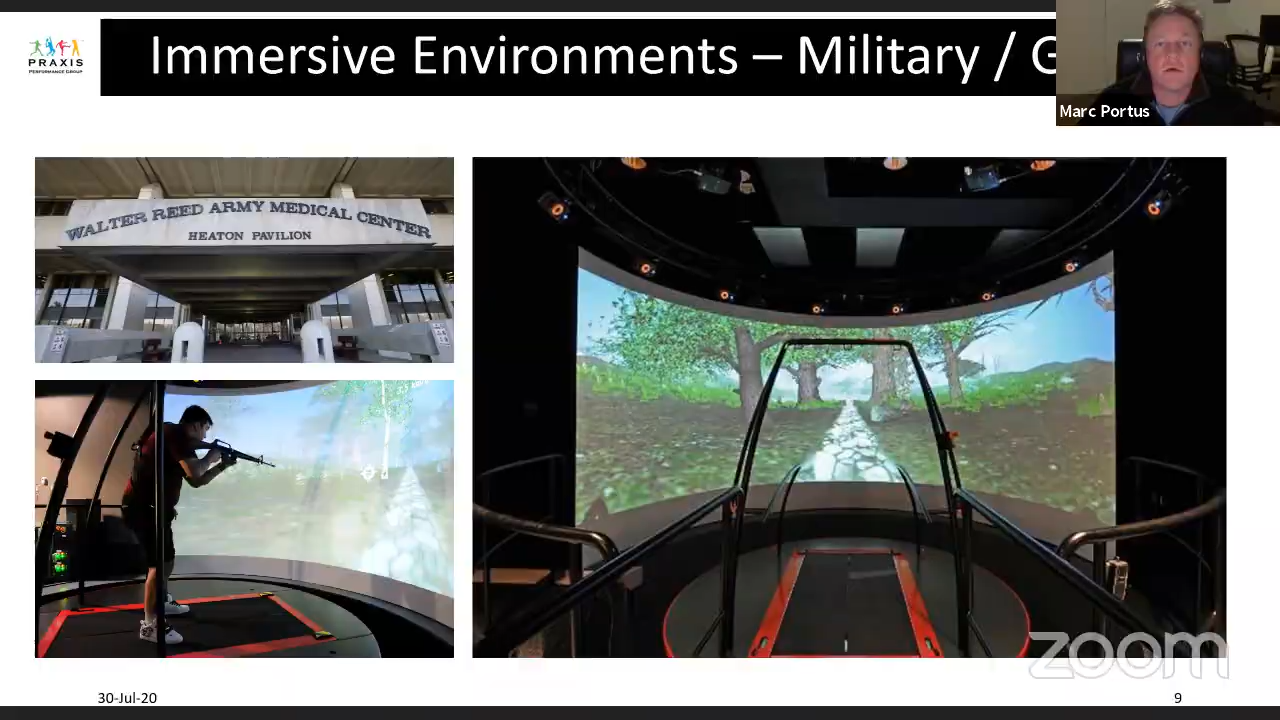 PRAXIS
PERFORMANCE GROUP
Immersive Environments – Military / G
Marc Portus
WALTER REED ARMY MEDICAL CENTER
HEATON PAVILION
zoom
30-Jul-20
9